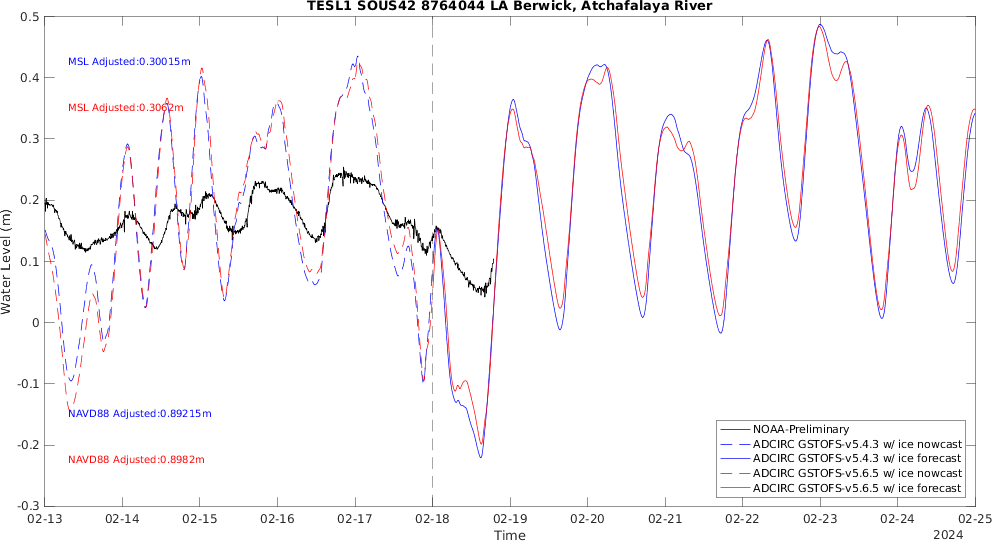 TESL1 SOUS42 8764044 LA Berwick, Atchafalaya River
0.5
0.4
0.3
0.2
0.1
0
-0.1
-0.2
-0.3
Water Level (m)
MSL Adjusted:0.30015m
MSL Adjusted:0.3062m
NAVD88 Adjusted:0.89215m
NAVD88 Adjusted:0.8982m
NOAA-Preliminary
ADCIRC GSTOFS-v5.4.3 w/ ice nowcast
ADCIRC GSTOFS-v5.4.3 w/ ice forecast
ADCIRC GSTOFS-v5.6.5 w/ ice nowcast
ADCIRC GSTOFS-v5.6.5 w/ ice forecast
02-13 02-14 02-15 02-16 02-17 02-18 02-19 02-20 02-21 02-22 02-23 02-24 02-25
Time
2024